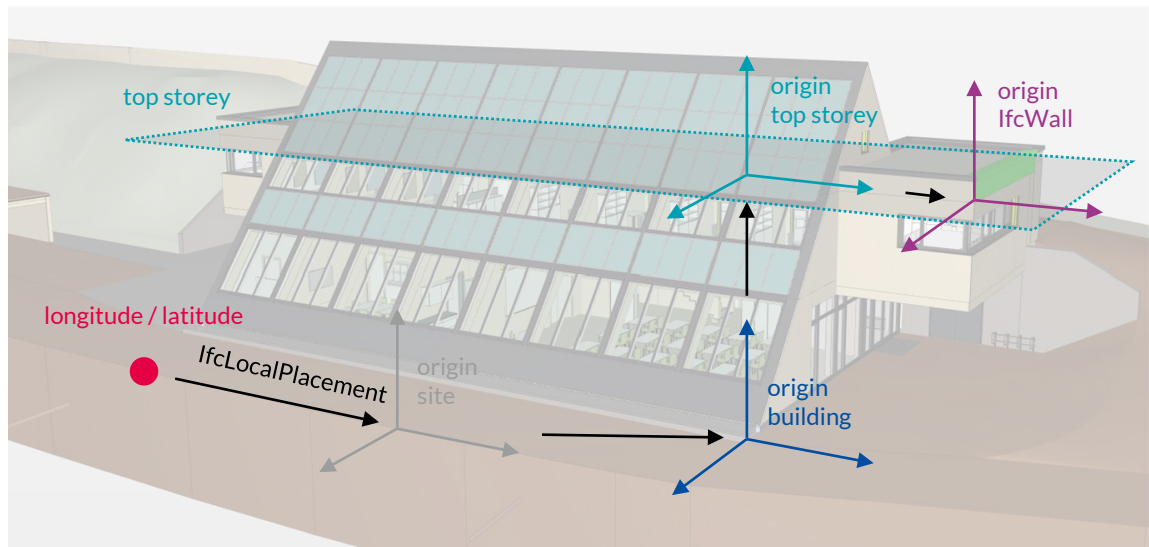 origin
top storey
origin
IfcWall
top storey
longitude / latitude
IfcLocalPlacement
origin
site
origin
building